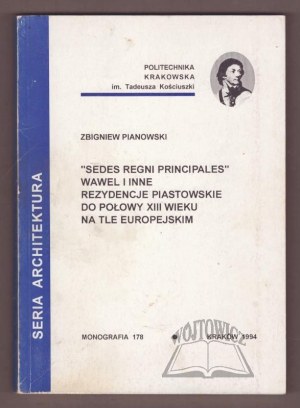 POLITECHNIKA
KRAKOWSKA
im. Tadeusza Kościuszki
ZBIGNIEW PIANOWSKI
"SEDES REGNI PRINCIPALES"
WAWEL I INNE
REZYDENCJE PIASTOWSKIE
DO POŁOWY XIII WIEKU
NA TLE EUROPEJSKIM
SERIA ARCHITEKTURA
MONOGRAFIA 178
KRAKÓW 1994
WÓJTOWICZ